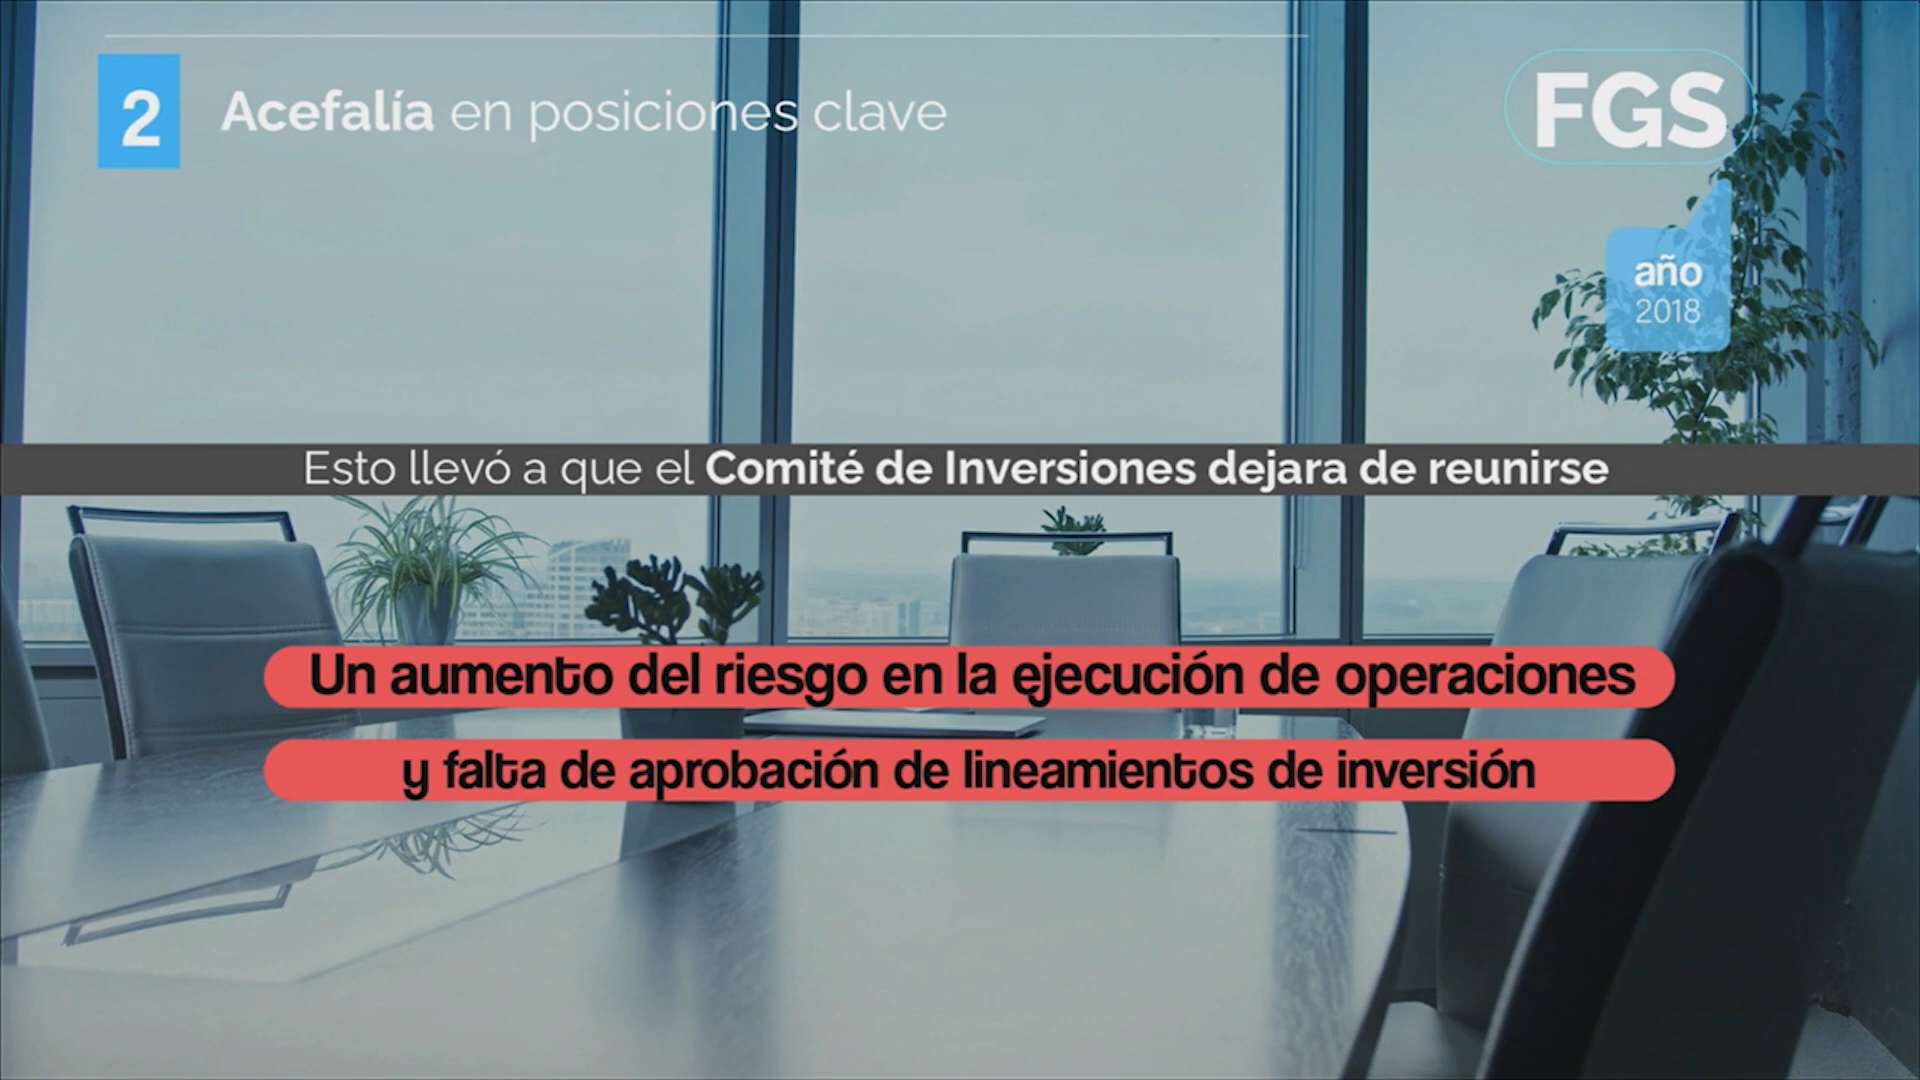 2
Acefalía en posiciones clave
FGS
año
2018
Esto llevó a que el Comité de Inversiones dejara de reunirse
Un aumento del riesgo en la ejecución de operaciones
y falta de aprobación de lineamientos de inversión